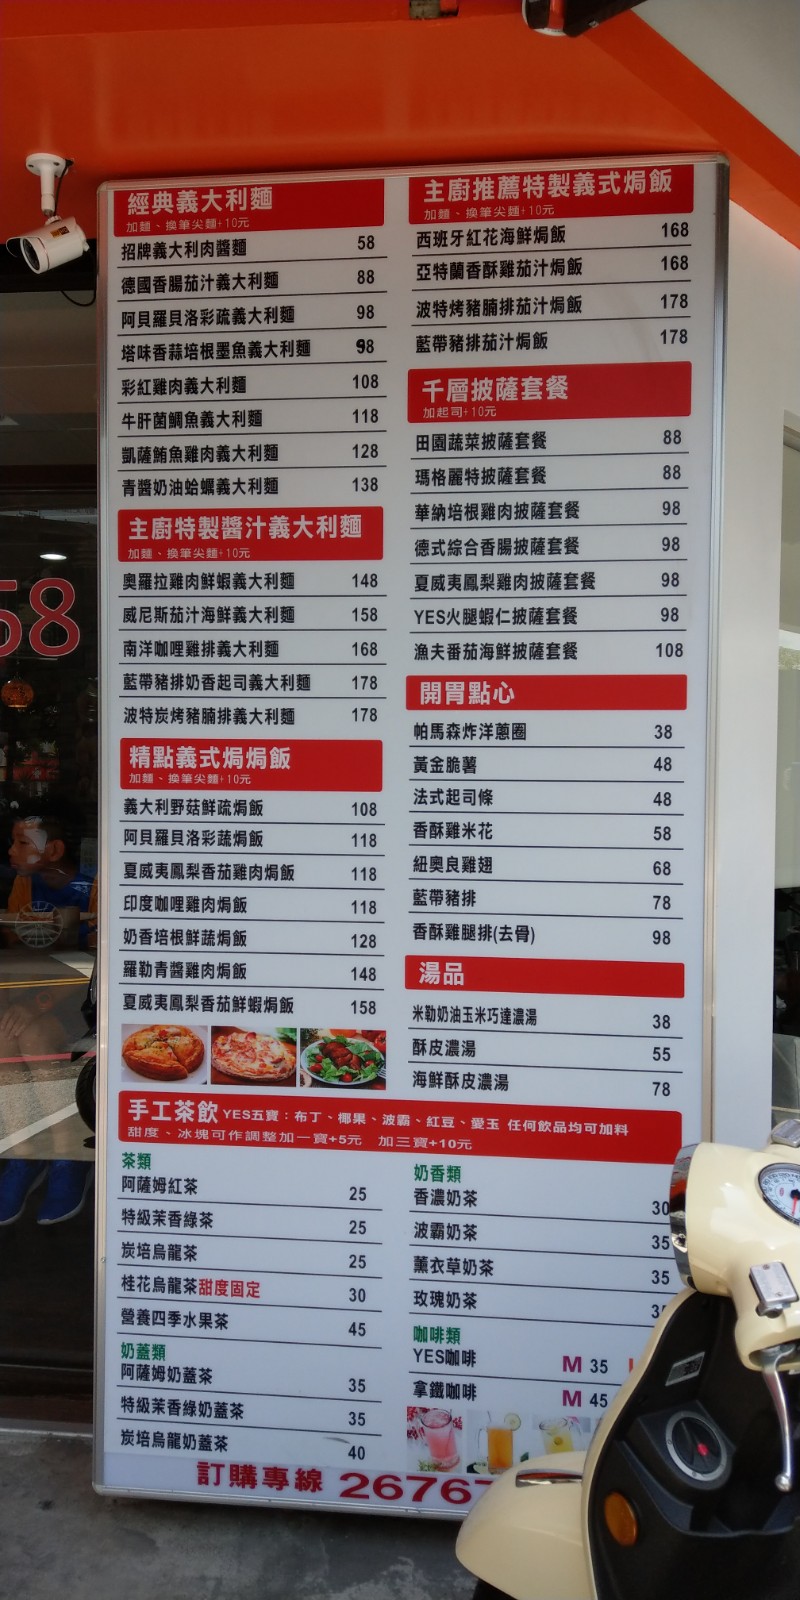 經典義大利麵
加麵、換筆尖麵+10元
招牌義大利肉醬麵 58
德國香腸茄汁義大利麵 88
阿貝羅貝洛彩疏義大利麵 98
塔味香蒜培根墨魚義大利麵 98
彩紅雞肉義大利麵 108
牛肝菌鯛魚義大利麵 118
凱薩鮪魚雞肉義大利麵 128
青醬奶油蛤蠣義大利麵 138
主廚特製醬汁義大利麵
加麵、換筆尖麵+10元
奧羅拉雞肉鮮蝦義大利麵 148
威尼斯茄汁海鮮義大利麵 158
南洋咖哩雞排義大利麵 168
藍帶豬排奶香起司義大利麵 178
波特炭烤豬腩排義大利麵 178
精點義式焗焗飯
加麵、換筆尖麵+10元
義大利野菇鮮疏焗飯 108
阿貝羅貝洛彩蔬焗飯 118
夏威夷鳳梨香茄雞肉焗飯 118
印度咖哩雞肉焗飯 118
奶香培根鮮蔬焗飯 128
羅勒青醬雞肉焗飯 148
夏威夷鳳梨香茄鮮蝦焗飯 158
主廚推薦特製義式焗飯
加麵、換筆尖麵+10元
西班牙紅花海鮮焗飯 168
亞特蘭香酥雞茄汁焗飯 168
波特烤豬腩排茄汁焗飯 178
藍帶豬排茄汁焗飯 178
千層披薩套餐
加起司+10元
田園蔬菜披薩套餐 88
瑪格麗特披薩套餐 88
華納培根雞肉披薩套餐 98
德式綜合香腸披薩套餐 98
夏威夷鳳梨雞肉披薩套餐 98
YES火腿蝦仁披薩套餐 98
漁夫番茄海鮮披薩套餐 108
開胃點心
帕馬森炸洋蔥圈 38
黃金脆薯 48
法式起司條 48
香酥雞米花 58
紐奧良雞翅 68
藍帶豬排 78
香酥雞腿排(去骨) 98
湯品
米勒奶油玉米巧達濃湯 38
酥皮濃湯 55
海鮮酥皮濃湯 78
手工茶飲 YES五寶：布丁、椰果、波霸、紅豆、愛玉 任何飲品均可加料
甜度、冰塊可作調整加一寶+5元 加三寶+10元
茶類
阿薩姆紅茶 25
特級茉香綠茶 25
炭培烏龍茶 25
桂花烏龍茶甜度固定 30
營養四季水果茶 45
奶蓋類
阿薩姆奶蓋茶 35
特級茉香綠奶蓋茶 35
炭培烏龍奶蓋茶 40
奶香類
香濃奶茶 30
波霸奶茶 35
薰衣草奶茶 35
玫瑰奶茶
咖啡類
YES咖啡 M 35
拿鐵咖啡 M 45
訂購專線 2676
58